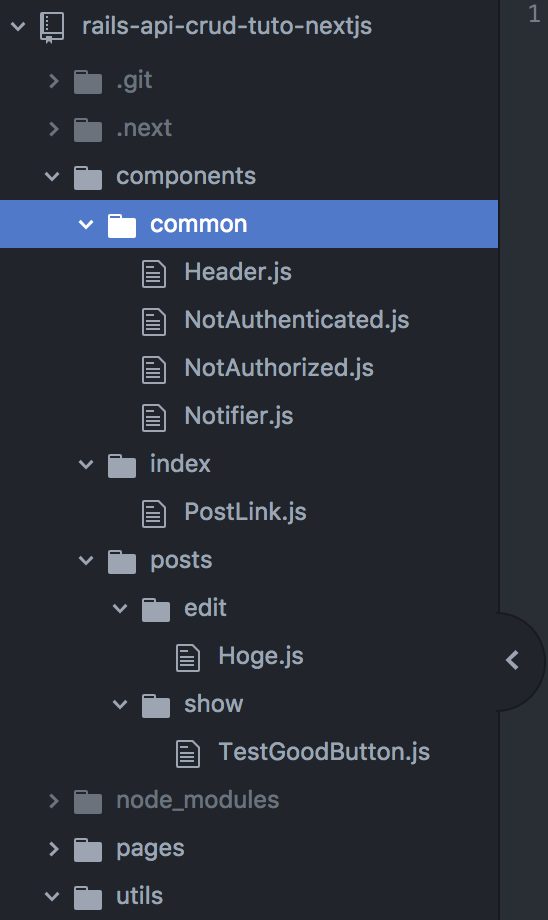 rails-api-crud-tuto-nextjs
1
.git
.next
components
common
Header.js
NotAuthenticated.js
NotAuthorized.js
Notifier.js
index
PostLink.js
posts
edit
Hoge.js
show
TestGoodButton.js
node_modules
pages
utils